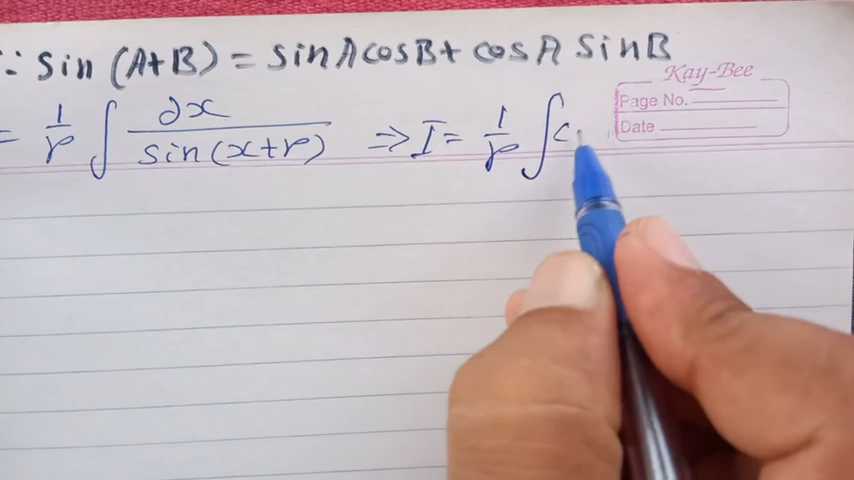 ∵ sin (A+B) = sinA cosB + cosA sinB
Kay-Bee
Page No.
Date
= 1/r ∫ dx / sin(x+r) ⇒ I = 1/r ∫ c